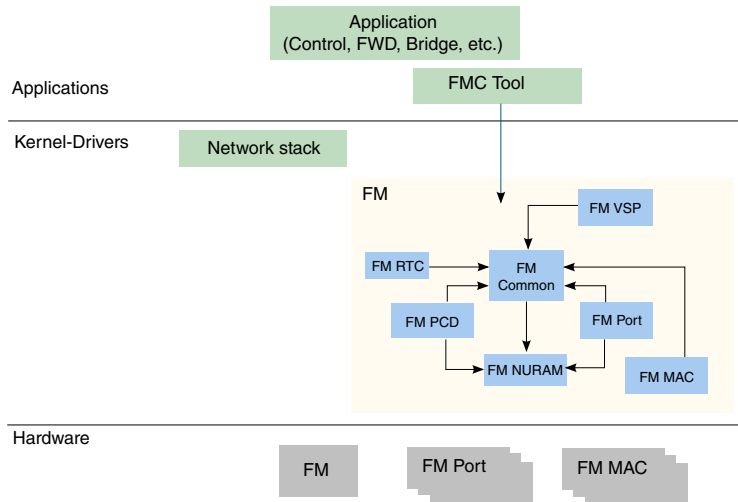 Application
(Control, FWD, Bridge, etc.)
Applications
FMC Tool
Kernel-Drivers
Network stack
FM
FM VSP
FM RTC
FM
Common
FM PCD
FM Port
FM NURAM
FM MAC
Hardware
FM
FM Port
FM MAC